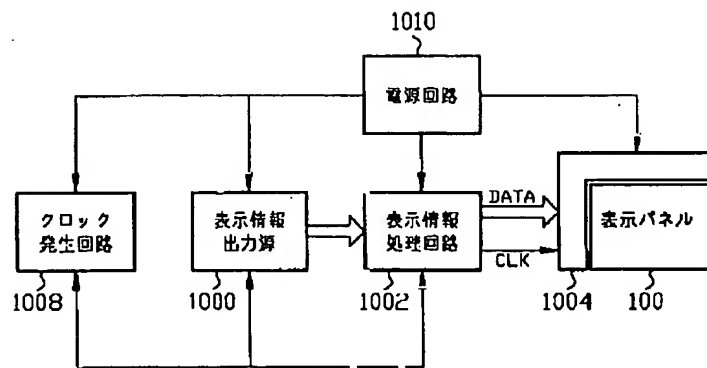 1010
電源回路
クロック
発生回路
表示情報
出力源
表示情報
処理回路
DATA
CLK
表示パネル
1008
1000
1002
1004
100